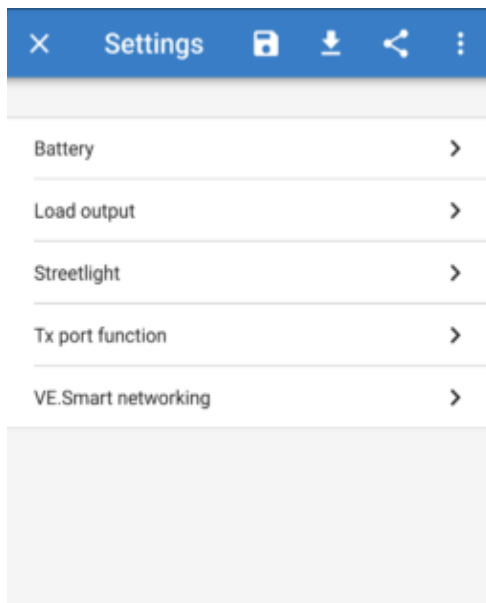 Settings
Battery
Load output
Streetlight
Tx port function
VE.Smart networking